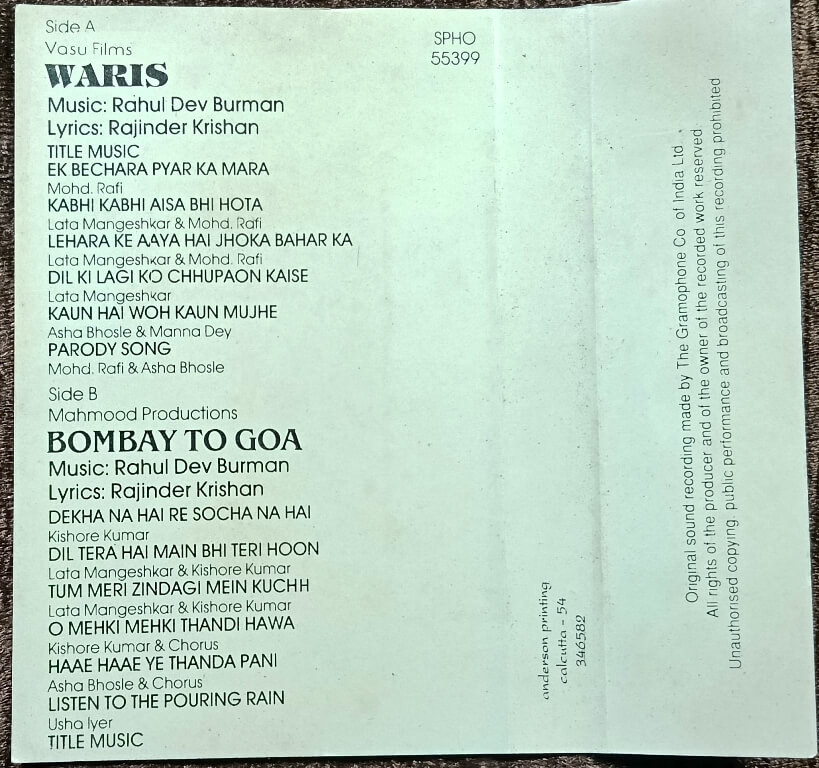 Side A
Vasu Films
WARIS
Music: Rahul Dev Burman
Lyrics: Rajinder Krishan
TITLE MUSIC
EK BECHARA PYAR KA MARA
Mohd. Rafi
KABHI KABHI AISA BHI HOTA
Lata Mangeshkar & Mohd. Rafi
LEHARA KE AAYA HAI JHOKA BAHAR KA
Lata Mangeshkar & Mohd. Rafi
DIL KI LAGI KO CHHUPAON KAISE
Lata Mangeshkar
KAUN HAI WOH KAUN MUJHE
Asha Bhosle & Manna Dey
PARODY SONG
Mohd. Rafi & Asha Bhosle
Side B
Mahmood Productions
BOMBAY TO GOA
Music: Rahul Dev Burman
Lyrics: Rajinder Krishan
DEKHA NA HAI RE SOCHA NA HAI
Kishore Kumar
DIL TERA HAI MAIN BHI TERI HOON
Lata Mangeshkar & Kishore Kumar
TUM MERI ZINDAGI MEIN KUCHH
Lata Mangeshkar & Kishore Kumar
O MEHKI MEHKI THANDI HAWA
Kishore Kumar & Chorus
HAAE HAAE YE THANDA PANI
Asha Bhosle & Chorus
LISTEN TO THE POURING RAIN
Usha Iyer
TITLE MUSIC
SPHO
55399
anderson printing
calcutta - 54
346582
Original sound recording made by The Gramophone Co of India Ltd.
All rights of the producer and of the owner of the recorded work reserved
Unauthorised copying, public performance and broadcasting of this recording prohibited